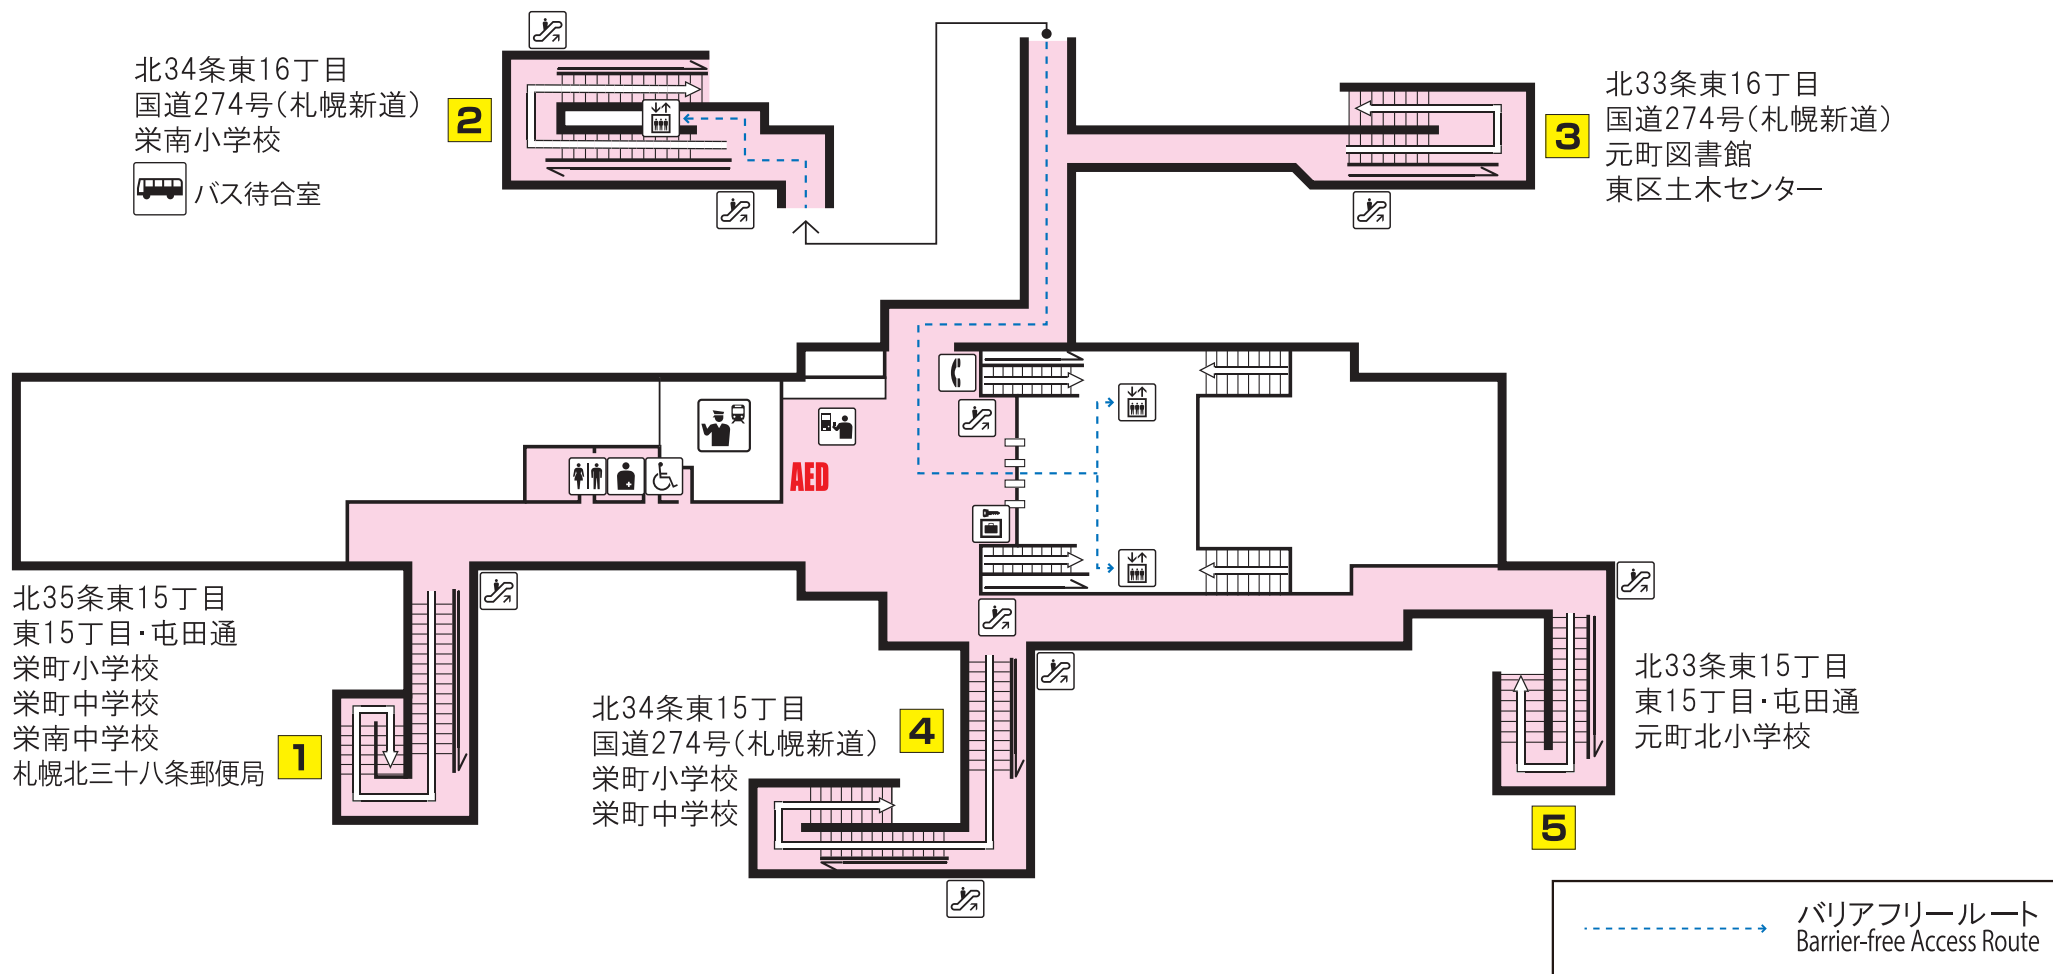 北34条東16丁目
国道274号(札幌新道)
栄南小学校
バス待合室
2
3
北33条東16丁目
国道274号(札幌新道)
元町図書館
東区土木センター
AED
北35条東15丁目
東15丁目・屯田通
栄町小学校
栄町中学校
栄南中学校
札幌北三十八条郵便局
1
北34条東15丁目
国道274号(札幌新道)
栄町小学校
栄町中学校
4
北33条東15丁目
東15丁目・屯田通
元町北小学校
5
バリアフリールート
Barrier-free Access Route